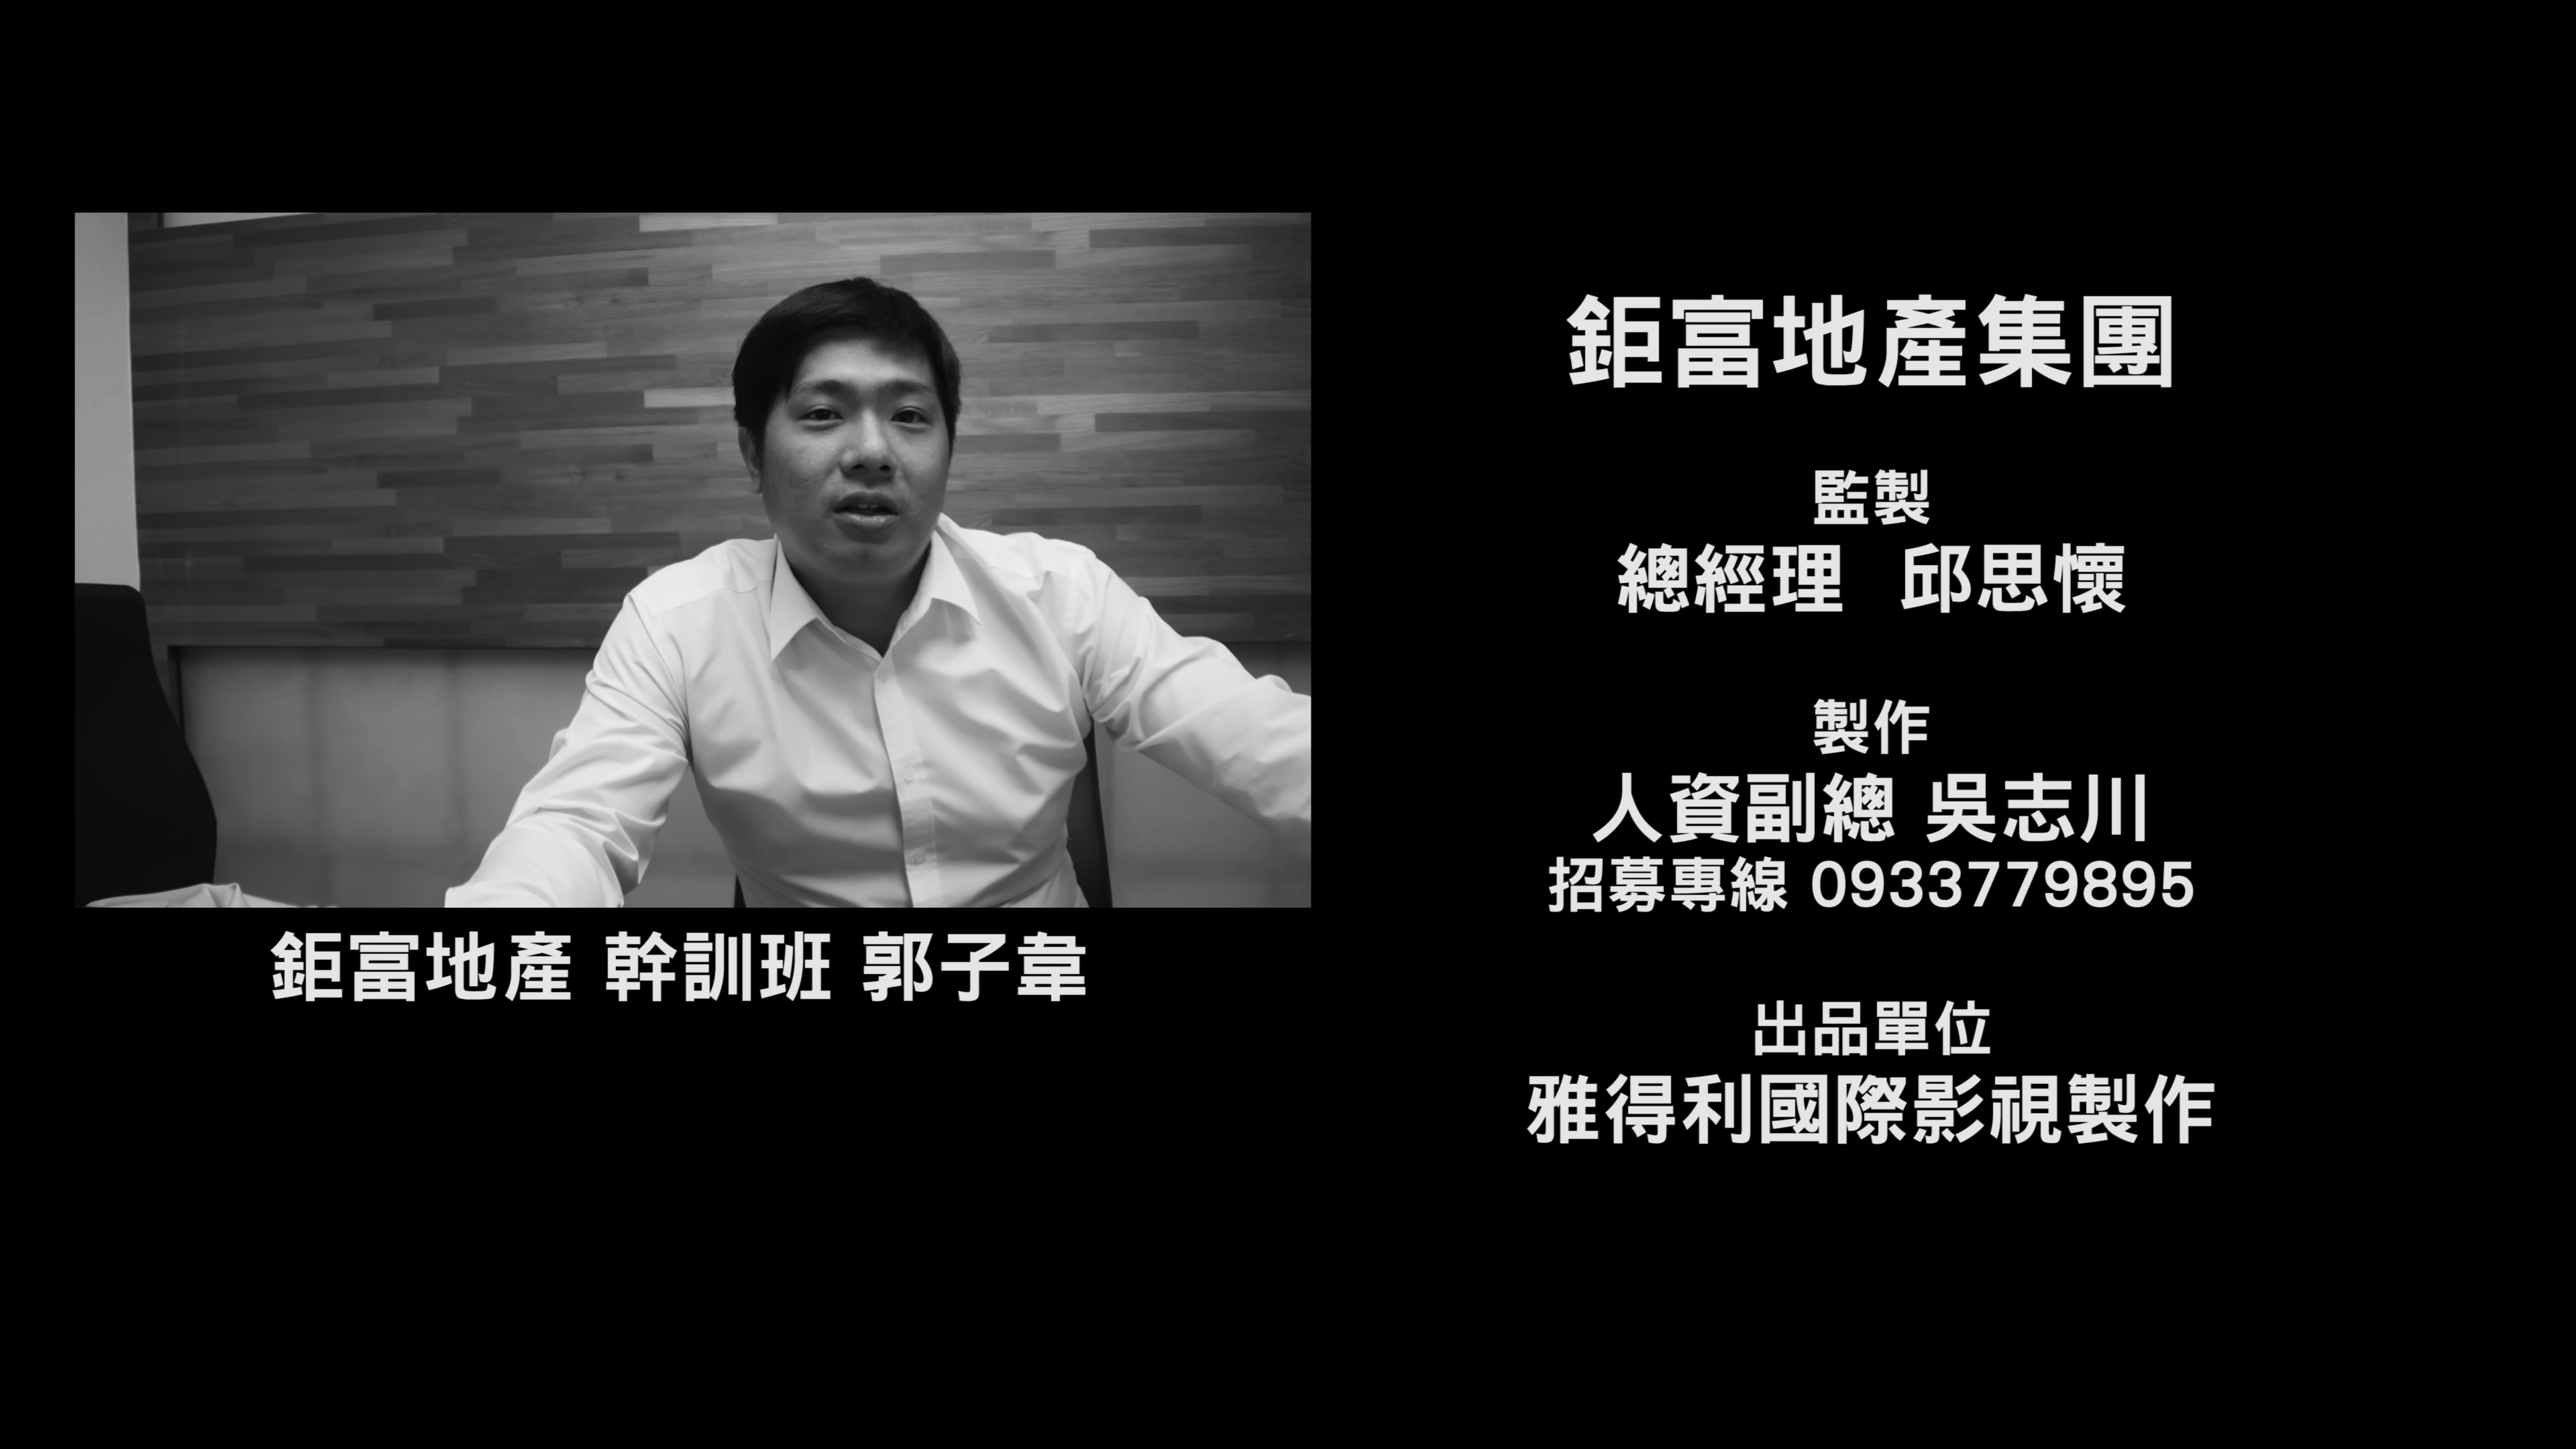 鉅富地產 幹訓班 郭子韋
鉅富地產集團
監製
總經理 邱思懷
製作
人資副總 吳志川
招募專線 0933779895
出品單位
雅得利國際影視製作